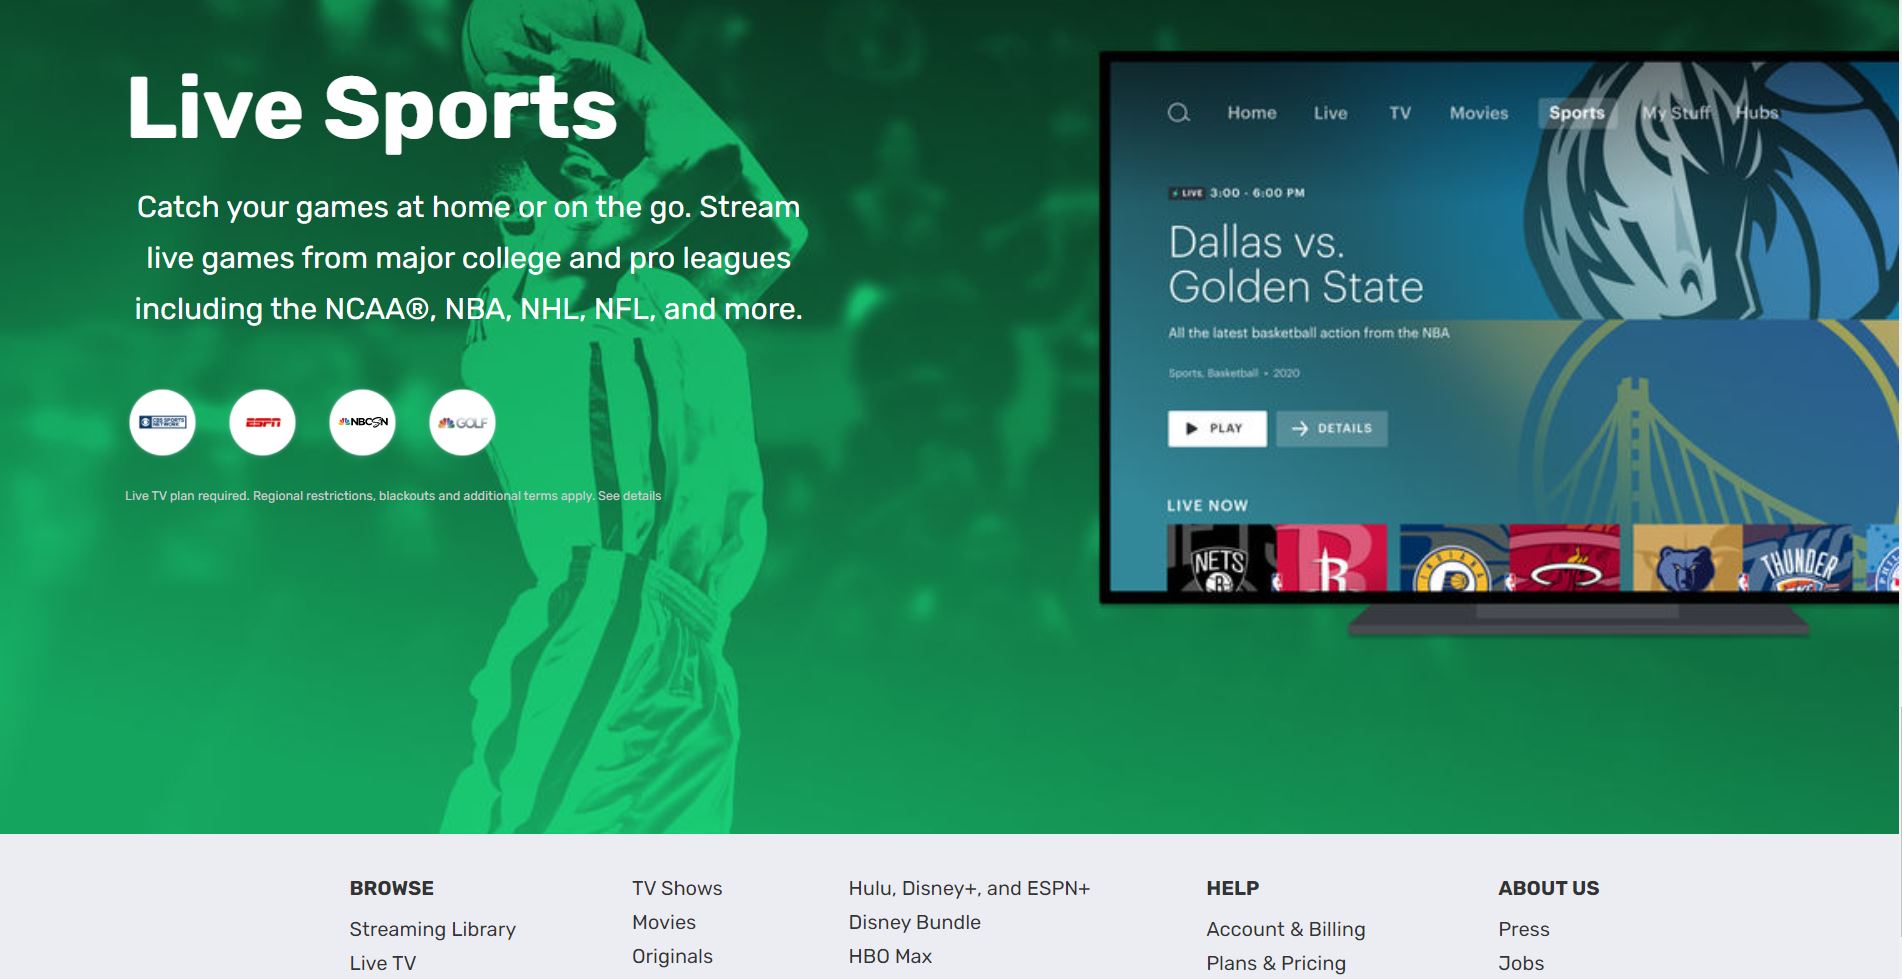 Live Sports
Catch your games at home or on the go. Stream
live games from major college and pro leagues
including the NCAA®, NBA, NHL, NFL, and more.
CBS SPORTS
NETWORK
ESPN
NBCSN
GOLF
Live TV plan required. Regional restrictions, blackouts and additional terms apply. See details
Home Live TV Movies Sports My Stuff Hubs
LIVE 3:00 - 6:00 PM
Dallas vs.
Golden State
All the latest basketball action from the NBA
Sports, Basketball • 2020
PLAY
DETAILS
LIVE NOW
NETS
B
R
INDIANA
THUNDER
BROWSE
Streaming Library
Live TV
TV Shows
Movies
Originals
Hulu, Disney+, and ESPN+
Disney Bundle
HBO Max
HELP
Account & Billing
Plans & Pricing
ABOUT US
Press
Jobs